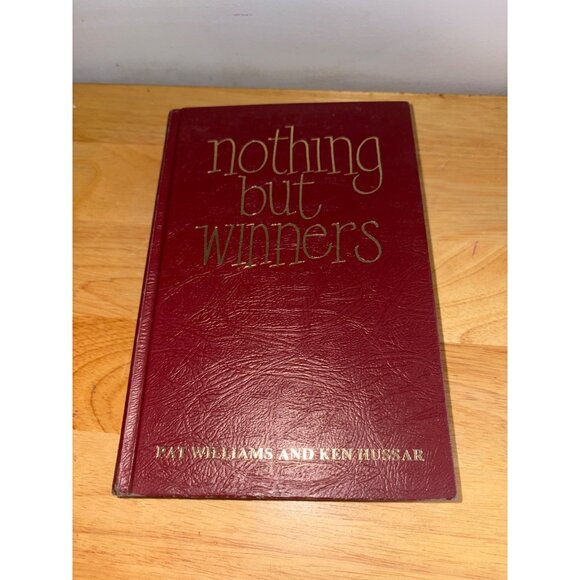 nothing
but
winners
PAT WILLIAMS AND KEN HUSSAR